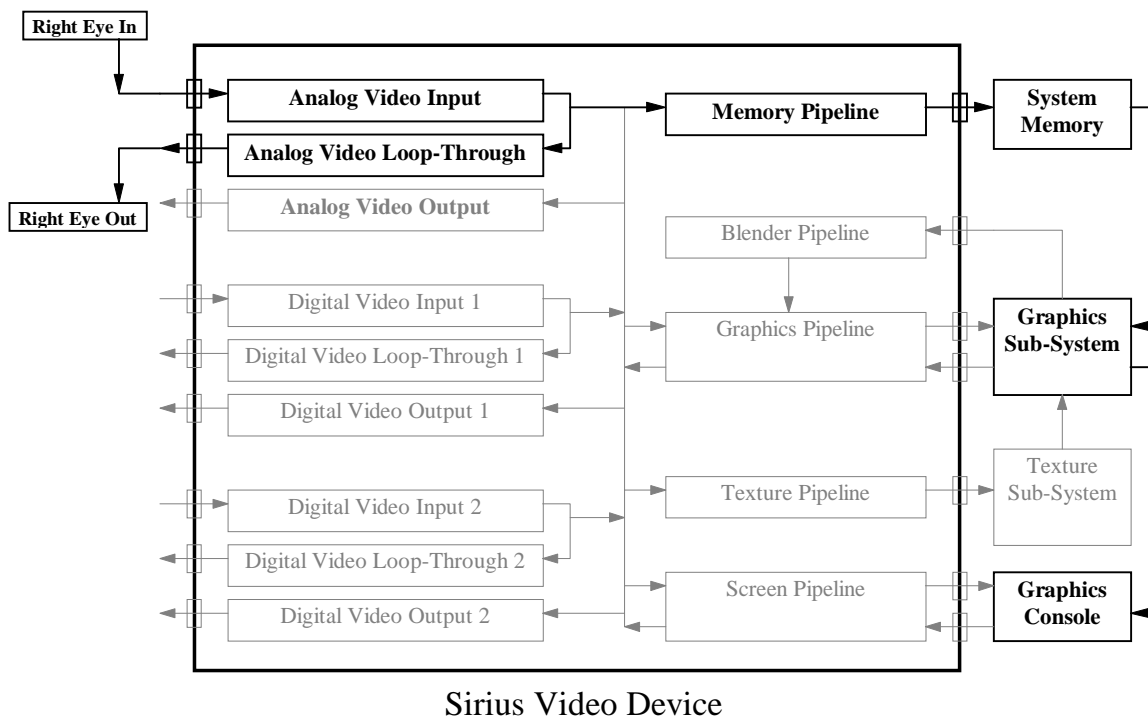 Right Eye In
Analog Video Input
Memory Pipeline
System
Memory
Analog Video Loop-Through
Right Eye Out
Analog Video Output
Blender Pipeline
Digital Video Input 1
Graphics Pipeline
Graphics
Sub-System
Digital Video Loop-Through 1
Digital Video Output 1
Texture Pipeline
Texture
Sub-System
Digital Video Input 2
Digital Video Loop-Through 2
Screen Pipeline
Graphics
Console
Digital Video Output 2
Sirius Video Device